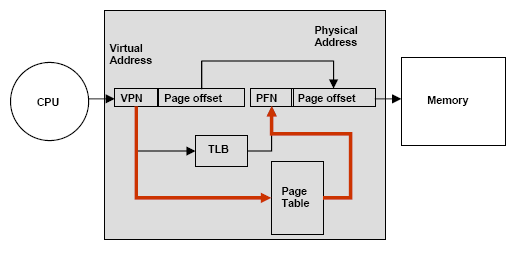 Virtual
Address
Physical
Address
CPU
VPN
Page offset
PFN
Page offset
Memory
TLB
Page
Table